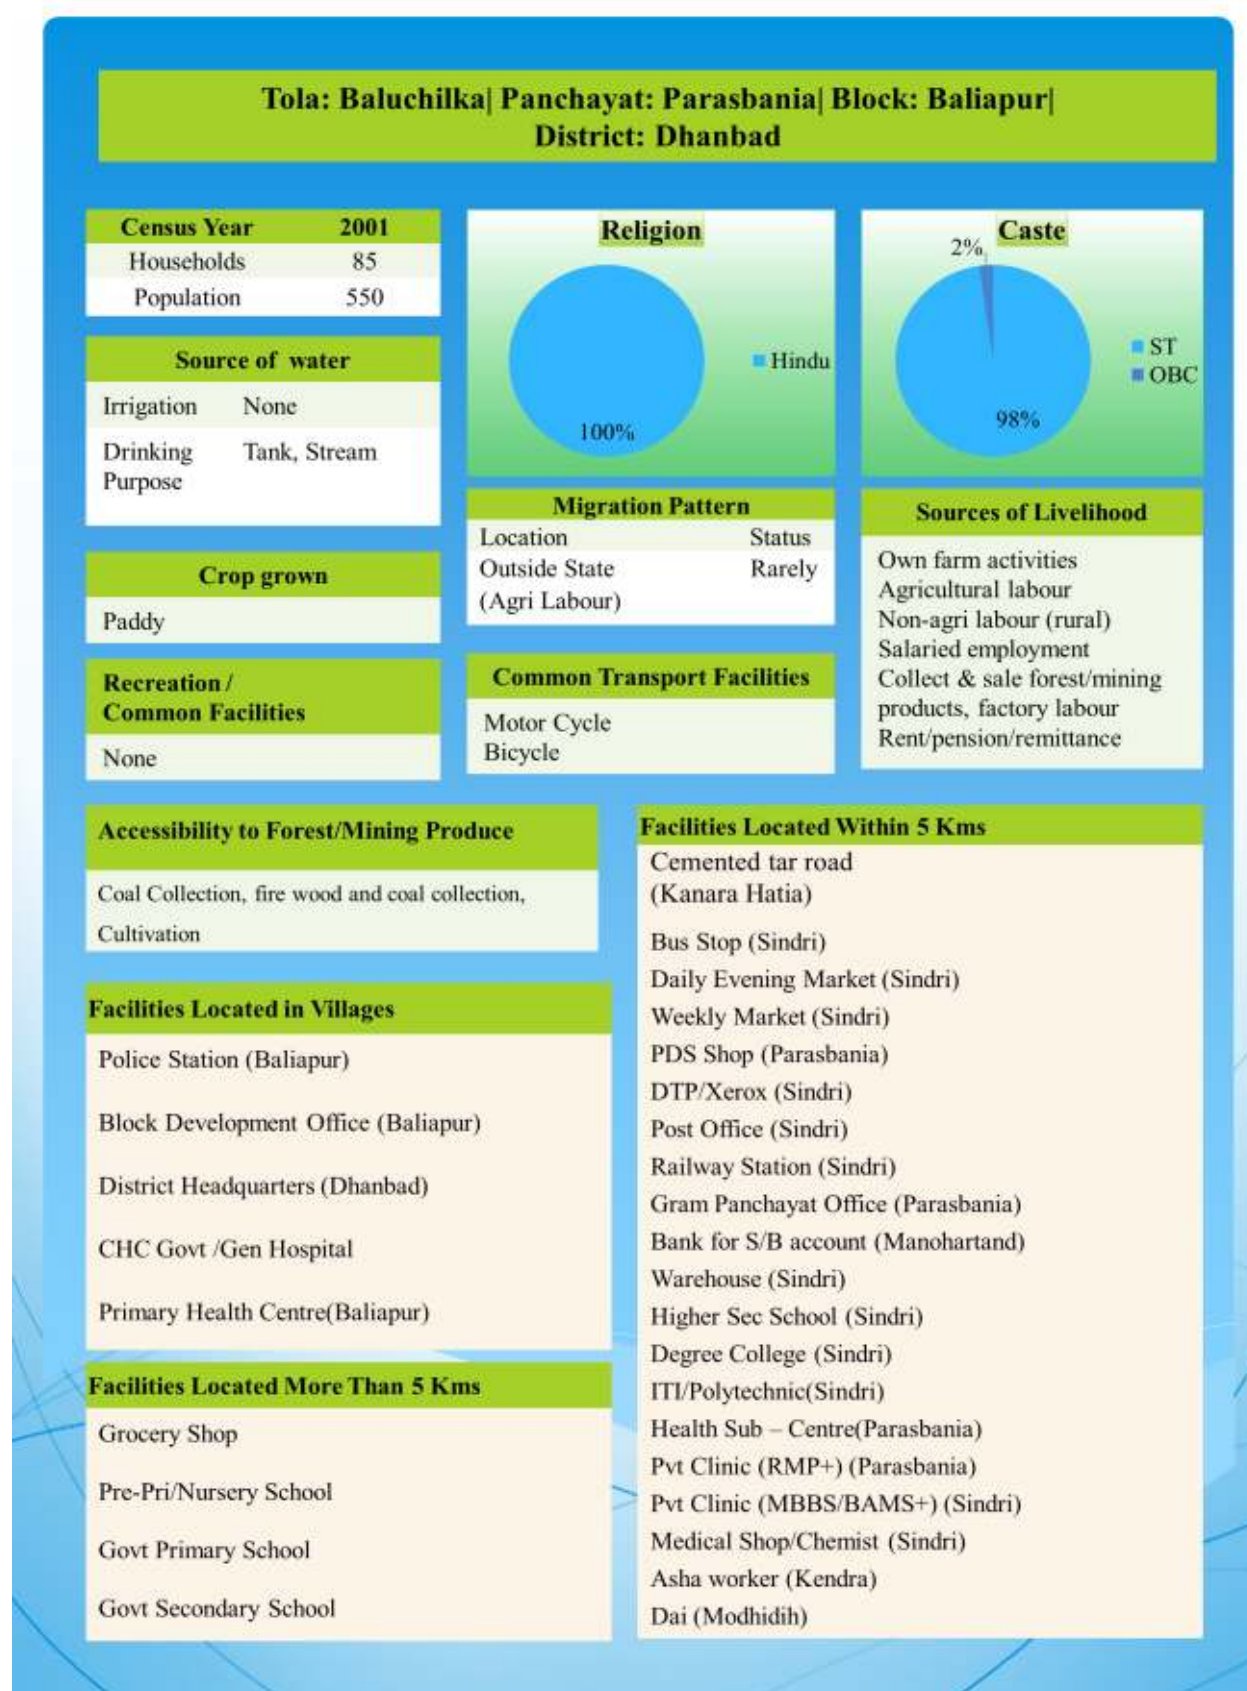 Tola: Baluchilka| Panchayat: Parasbania| Block: Baliapur|
District: Dhanbad
Census Year 2001
Households 85
Population 550
Source of water
Irrigation None
Drinking Tank, Stream
Purpose
Crop grown
Paddy
Recreation /
Common Facilities
None
Religion
Hindu
100%
Migration Pattern
Location Status
Outside State Rarely
(Agri Labour)
Common Transport Facilities
Motor Cycle
Bicycle
Caste
2%
ST
OBC
98%
Sources of Livelihood
Own farm activities
Agricultural labour
Non-agri labour (rural)
Salaried employment
Collect & sale forest/mining
products, factory labour
Rent/pension/remittance
Accessibility to Forest/Mining Produce
Coal Collection, fire wood and coal collection,
Cultivation
Facilities Located in Villages
Police Station (Baliapur)
Block Development Office (Baliapur)
District Headquarters (Dhanbad)
CHC Govt /Gen Hospital
Primary Health Centre(Baliapur)
Facilities Located More Than 5 Kms
Grocery Shop
Pre-Pri/Nursery School
Govt Primary School
Govt Secondary School
Facilities Located Within 5 Kms
Cemented tar road
(Kanara Hatia)
Bus Stop (Sindri)
Daily Evening Market (Sindri)
Weekly Market (Sindri)
PDS Shop (Parasbania)
DTP/Xerox (Sindri)
Post Office (Sindri)
Railway Station (Sindri)
Gram Panchayat Office (Parasbania)
Bank for S/B account (Manohartand)
Warehouse (Sindri)
Higher Sec School (Sindri)
Degree College (Sindri)
ITI/Polytechnic(Sindri)
Health Sub – Centre(Parasbania)
Pvt Clinic (RMP+) (Parasbania)
Pvt Clinic (MBBS/BAMS+) (Sindri)
Medical Shop/Chemist (Sindri)
Asha worker (Kendra)
Dai (Modhidih)